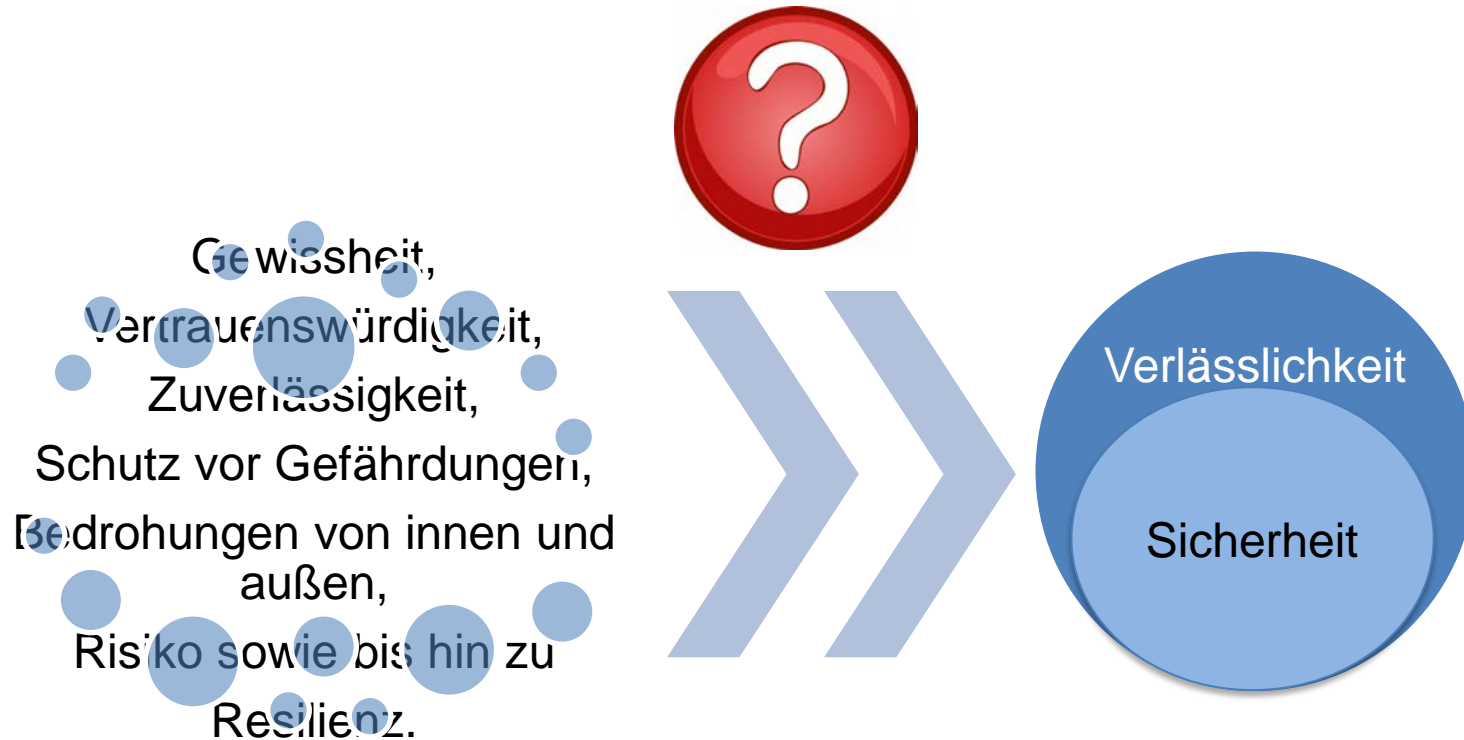 ?
Gewissheit,
Vertrauenswürdigkeit,
Zuverlässigkeit,
Schutz vor Gefährdungen,
Bedrohungen von innen und
außen,
Risiko sowie bis hin zu
Resilienz.
Verlässlichkeit
Sicherheit